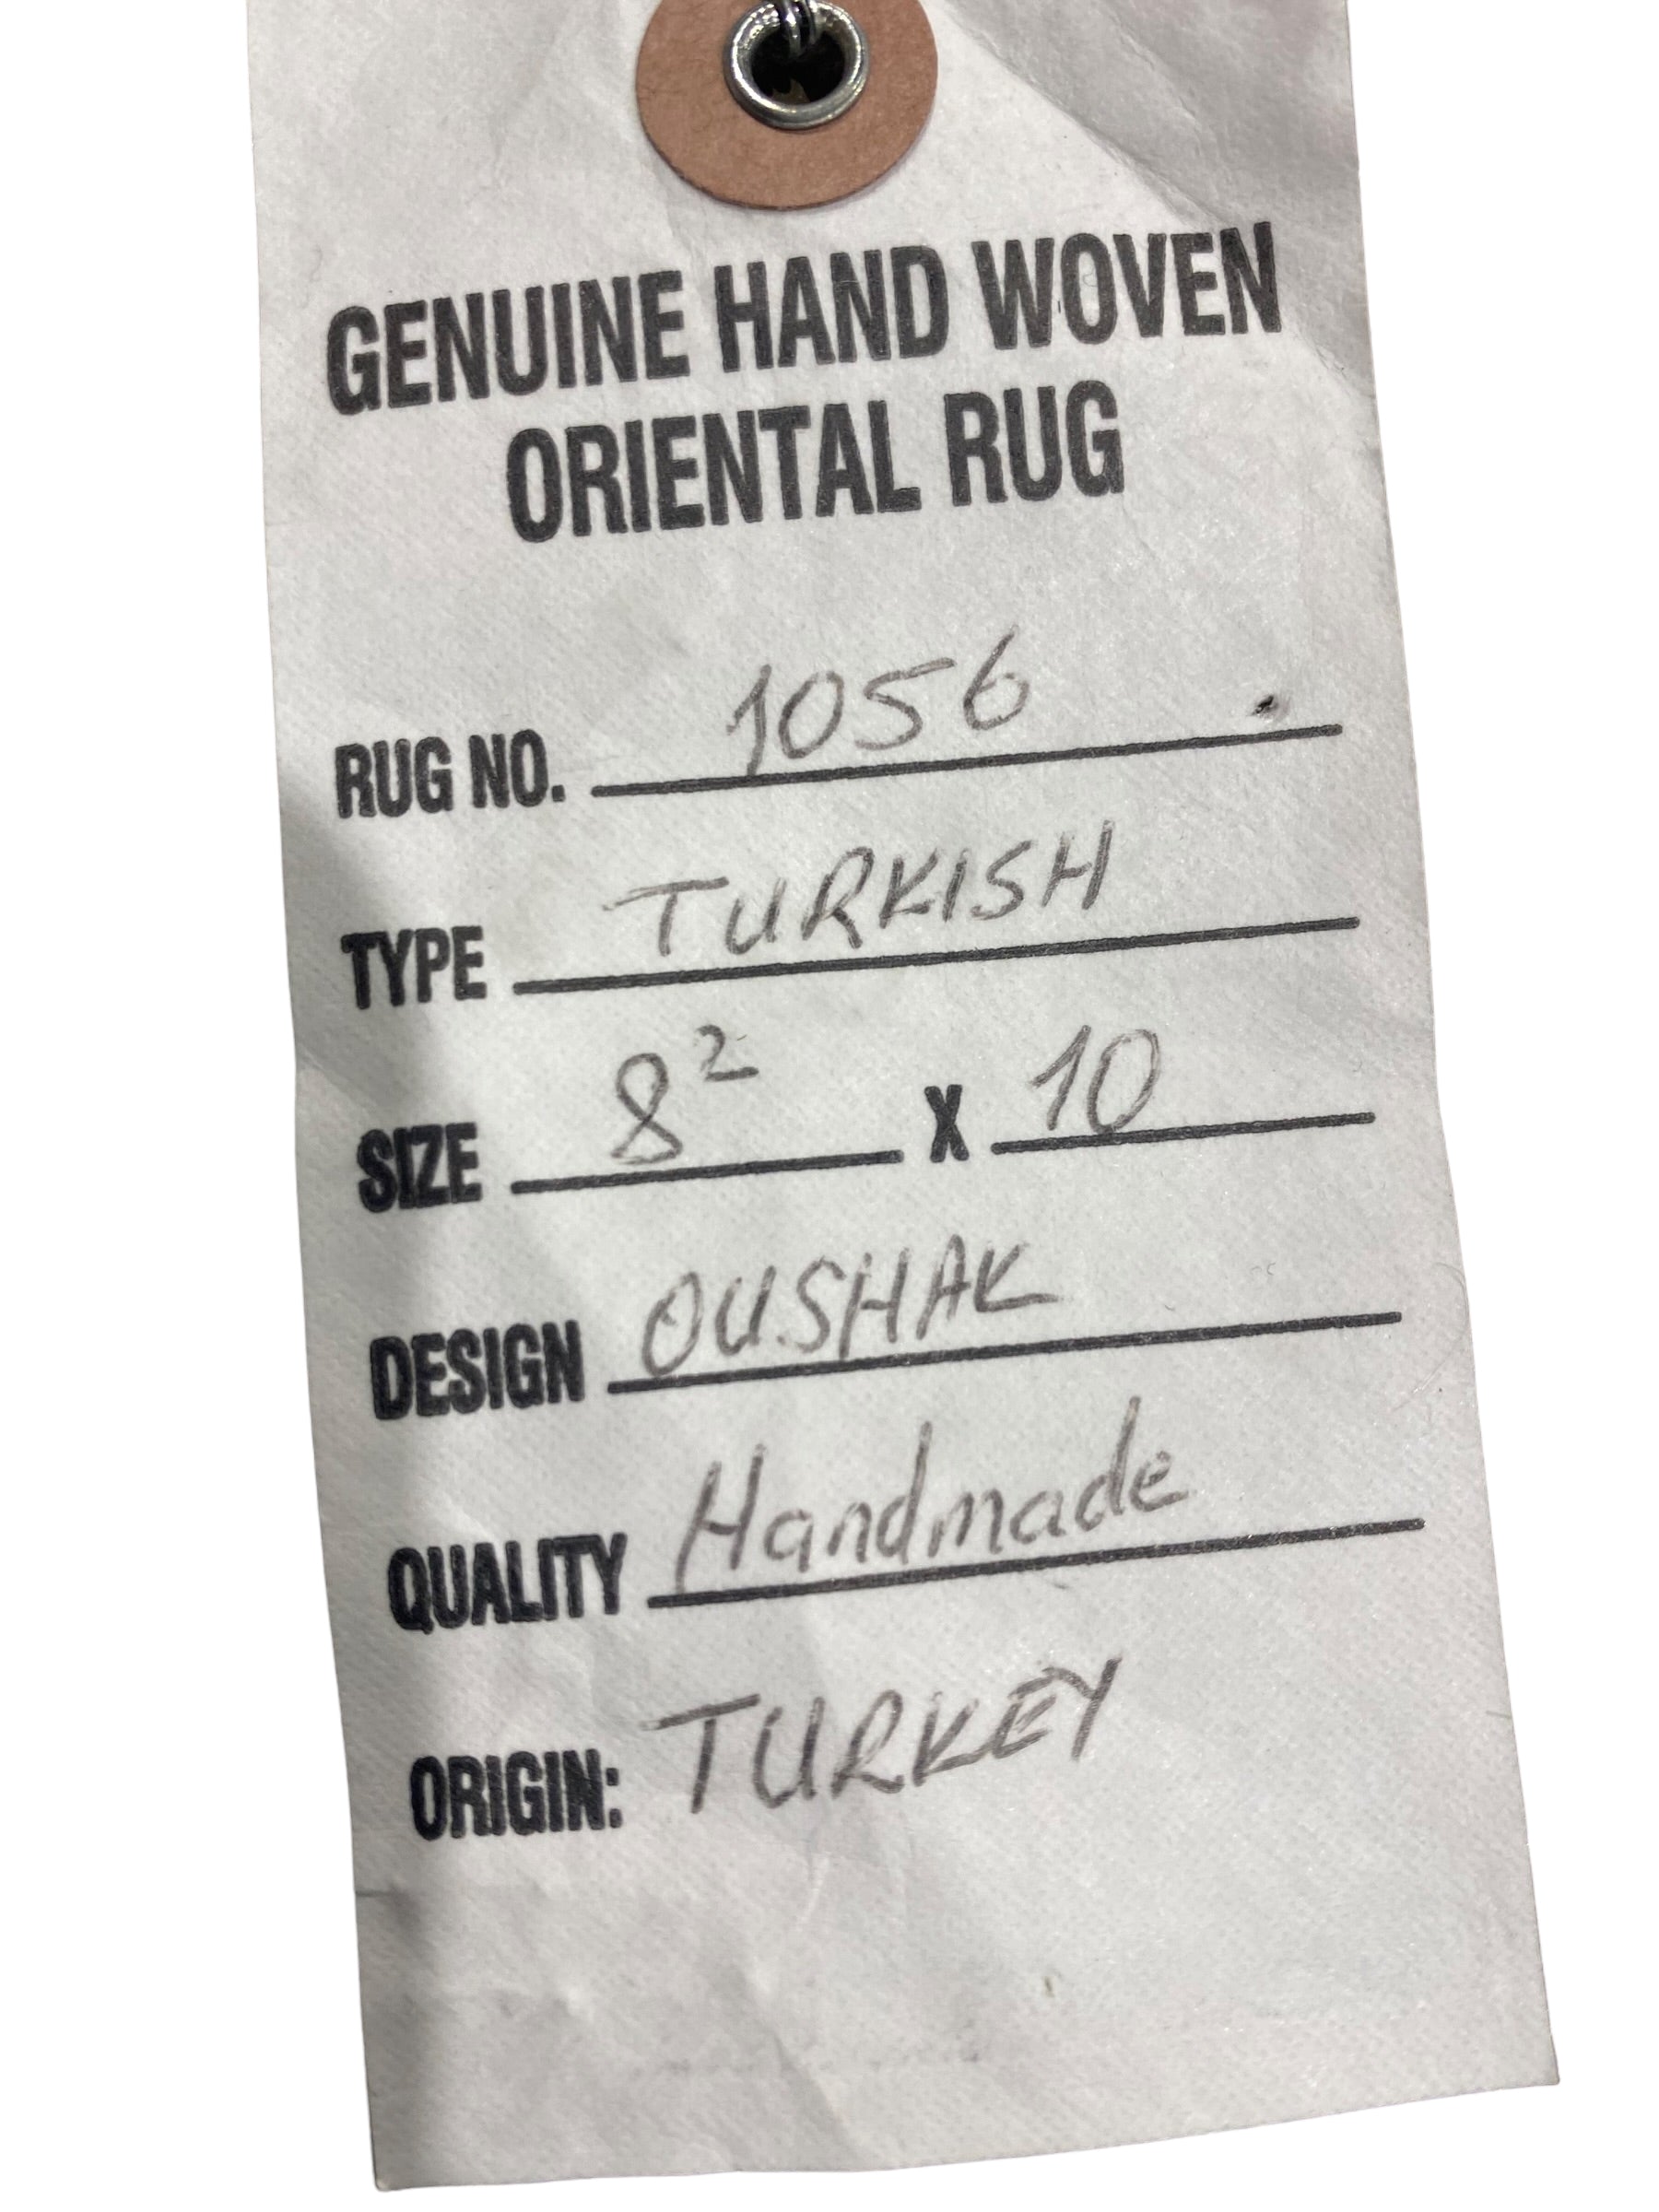 GENUINE HAND WOVEN
ORIENTAL RUG
RUG NO. 1056
TYPE TURKISH
SIZE 8² X 10
DESIGN OUSHAK
QUALITY Handmade
ORIGIN: TURKEY